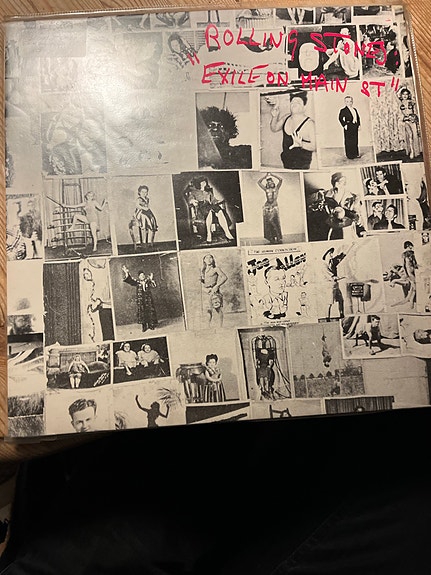 ROLLING STONES
"EXILE ON MAIN ST"